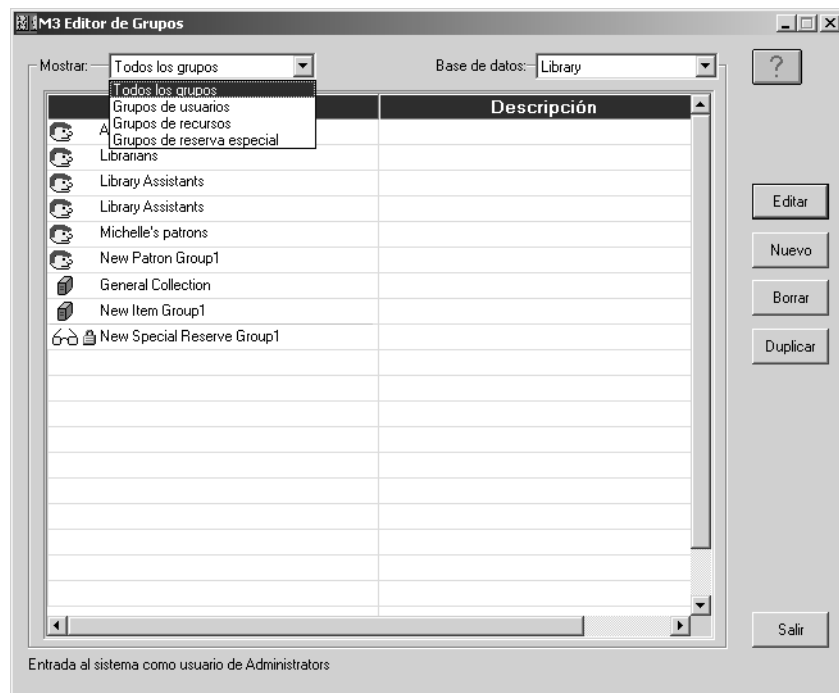 M3 Editor de Grupos
Mostrar: Todos los grupos Base de datos: Library ?
Todos los grupos
Grupos de usuarios
Grupos de recursos
Grupos de reserva especial
Descripción
A
Librarians
Library Assistants
Library Assistants
Michelle's patrons
New Patron Group1
General Collection
New Item Group1
New Special Reserve Group1
Editar
Nuevo
Borrar
Duplicar
Salir
Entrada al sistema como usuario de Administrators